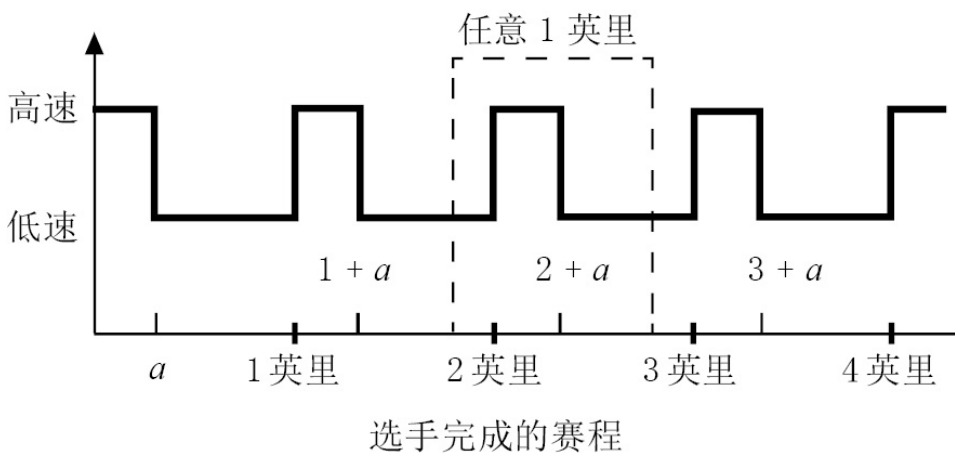 任意 1 英里
高速
低速
1 + a
2 + a
3 + a
a
1 英里
2 英里
3 英里
4 英里
选手完成的赛程